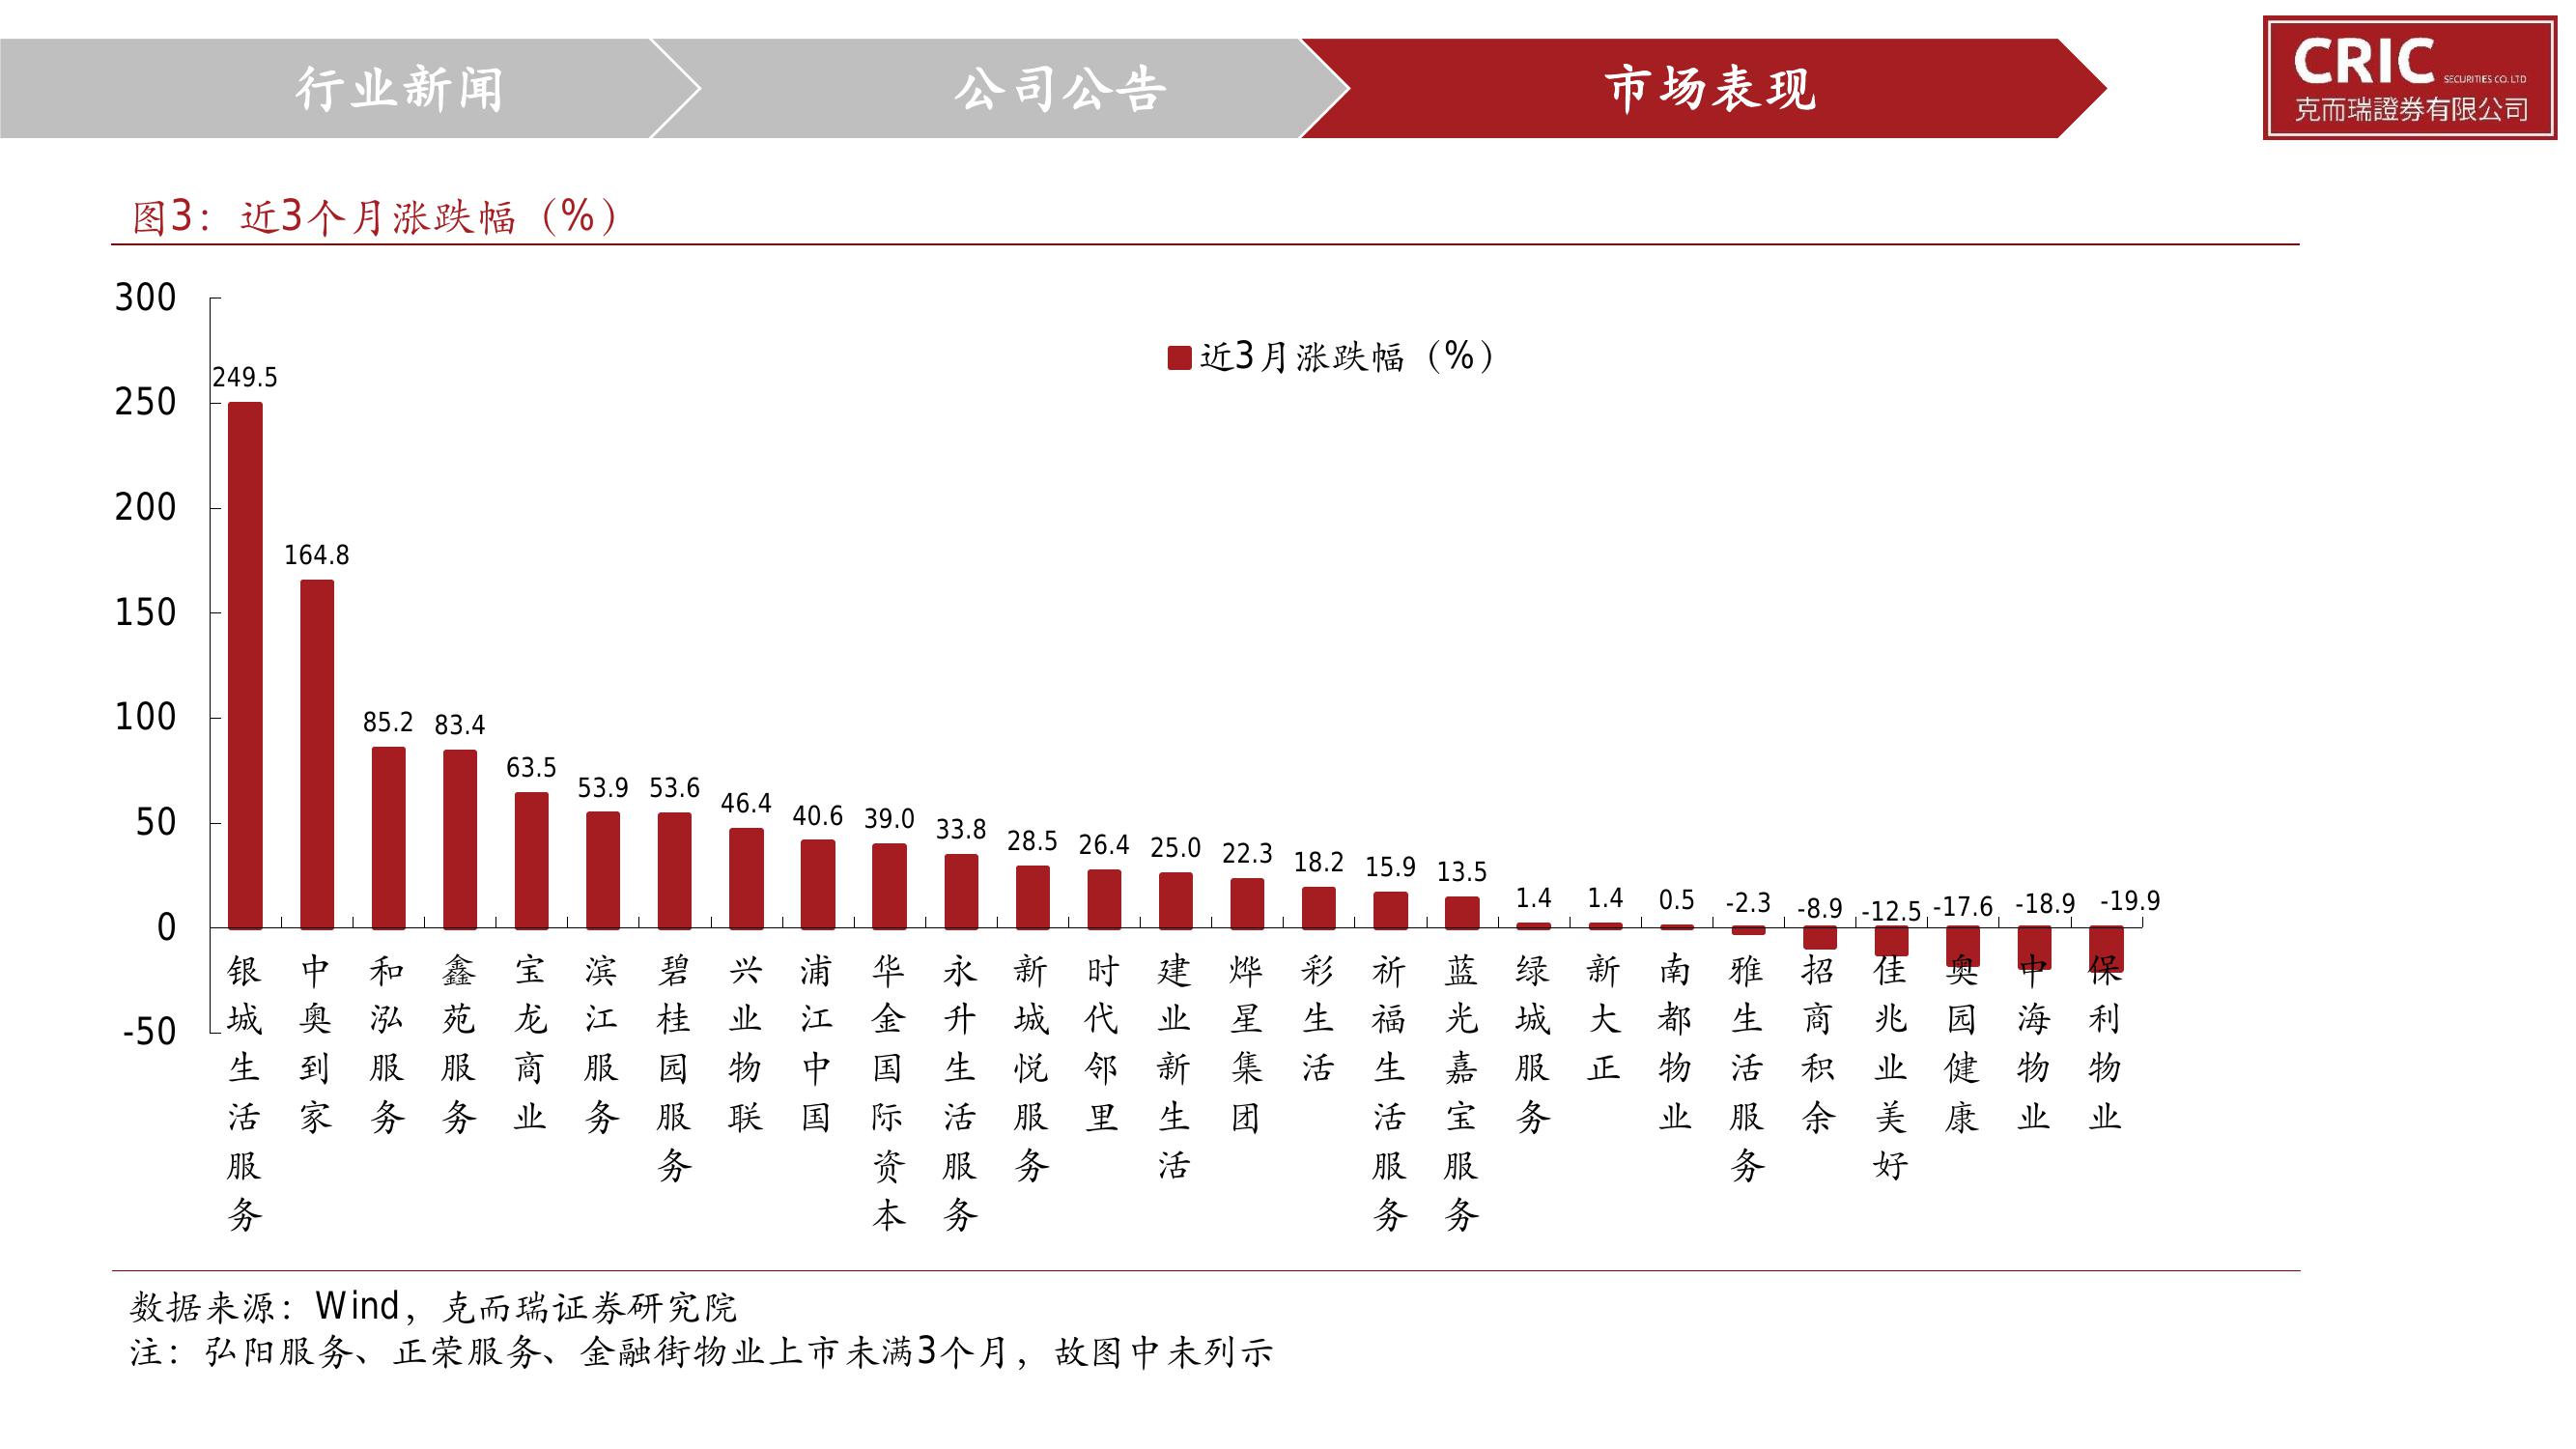 行业新闻
公司公告
市场表现
CRIC SECURITIES CO. LTD
克而瑞證券有限公司
图3：近3个月涨跌幅（%）
300
250
200
150
100
50
0
-50
近3月涨跌幅（%）
249.5
164.8
85.2
83.4
63.5
53.9
53.6
46.4
40.6
39.0
33.8
28.5
26.4
25.0
22.3
18.2
15.9
13.5
1.4
1.4
0.5
-2.3
-8.9
-12.5
-17.6
-18.9
-19.9
银城生活服务
中奥到家
和泓服务
鑫苑服务
宝龙商业
滨江服务
碧桂园服务
兴业物联
浦江中国
华金国际资本
永升生活服务
新城悦服务
时代邻里
建业新生活
烨星集团
彩生活
祈福生活服务
蓝光嘉宝服务
绿城服务
新大正
南都物业
雅生活服务
招商积余
佳兆业美好
奥园健康
中海物业
保利物业
数据来源：Wind，克而瑞证券研究院
注：弘阳服务、正荣服务、金融街物业上市未满3个月，故图中未列示